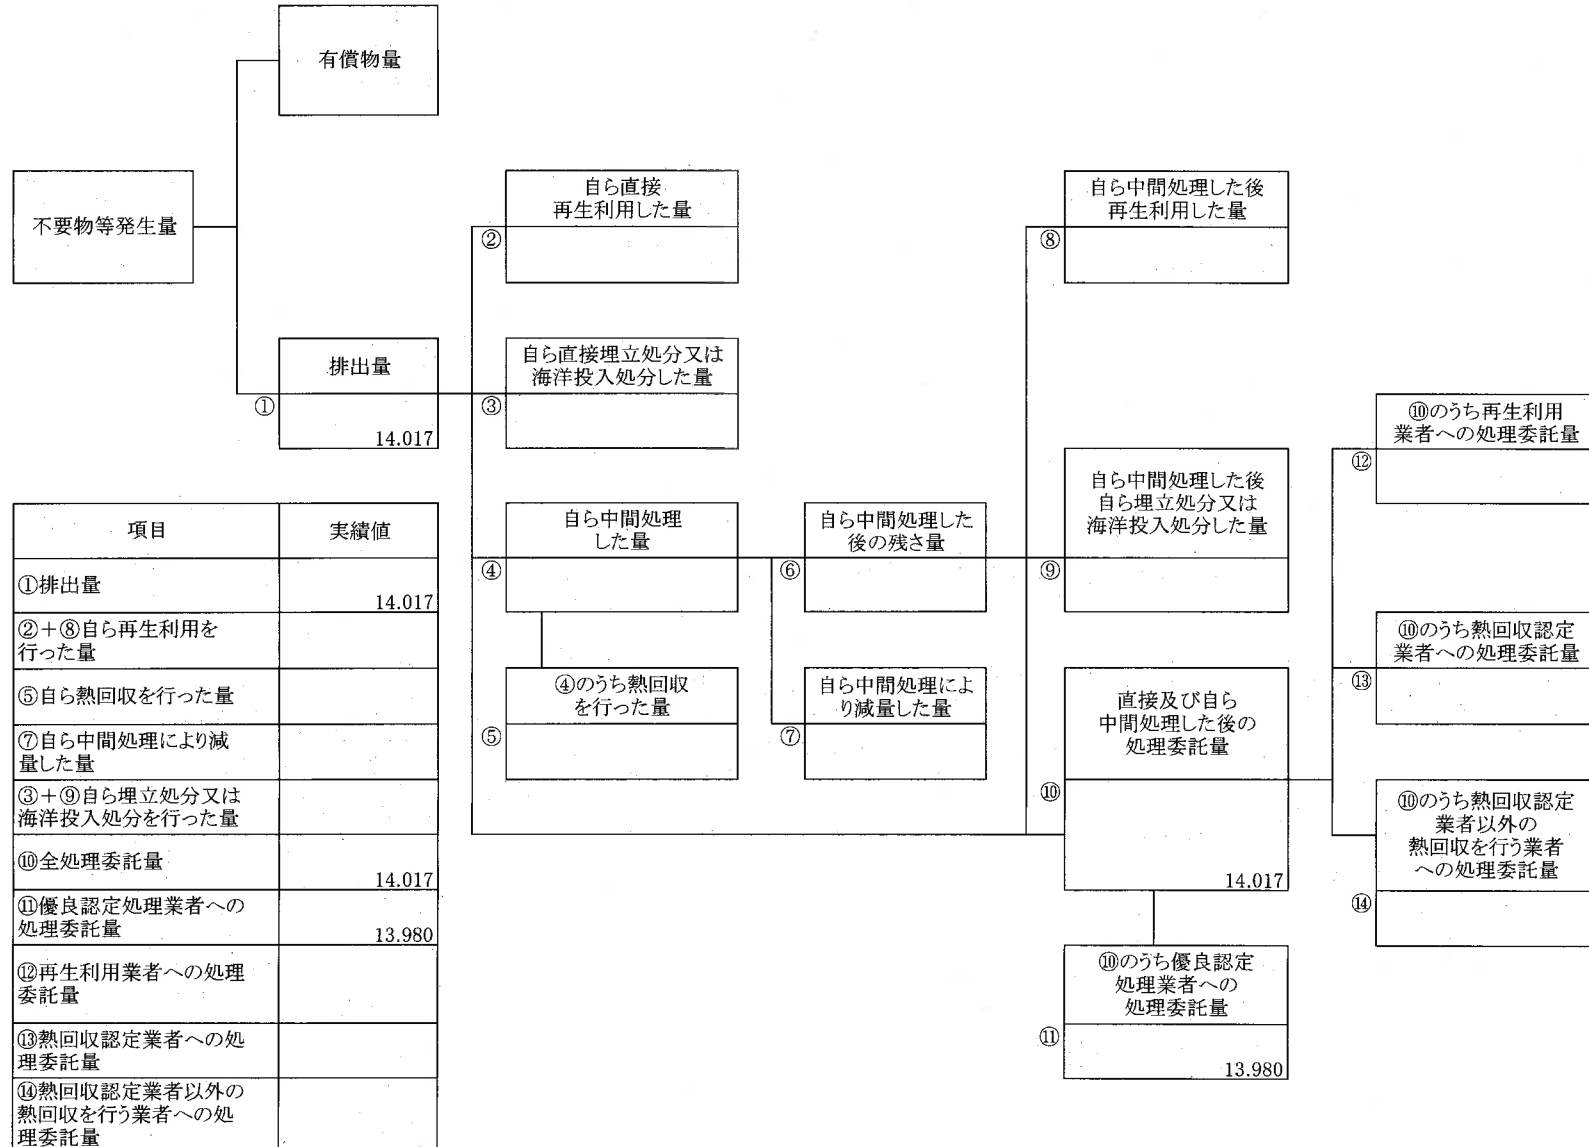 有償物量
不要物等発生量
自ら直接
再生利用した量
②
自ら中間処理した後
再生利用した量
⑧
排出量
①
14.017
自ら直接埋立処分又は
海洋投入処分した量
③
⑩のうち再生利用
業者への処理委託量
⑫
自ら中間処理
した量
④
自ら中間処理した
後の残さ量
⑥
自ら中間処理した後
自ら埋立処分又は
海洋投入処分した量
⑨
④のうち熱回収
を行った量
⑤
自ら中間処理によ
り減量した量
⑦
直接及び自ら
中間処理した後の
処理委託量
⑩
14.017
⑩のうち熱回収認定
業者への処理委託量
⑬
⑩のうち熱回収認定
業者以外の
熱回収を行う業者
への処理委託量
⑭
⑩のうち優良認定
処理業者への
処理委託量
⑪
13.980
項目 実績値
①排出量
14.017
②+⑧自ら再生利用を
行った量
⑤自ら熱回収を行った量
⑦自ら中間処理により減
量した量
③+⑨自ら埋立処分又は
海洋投入処分を行った量
⑩全処理委託量
14.017
⑪優良認定処理業者への
処理委託量
13.980
⑫再生利用業者への処理
委託量
⑬熱回収認定業者への処
理委託量
⑭熱回収認定業者以外の
熱回収を行う業者への処
理委託量